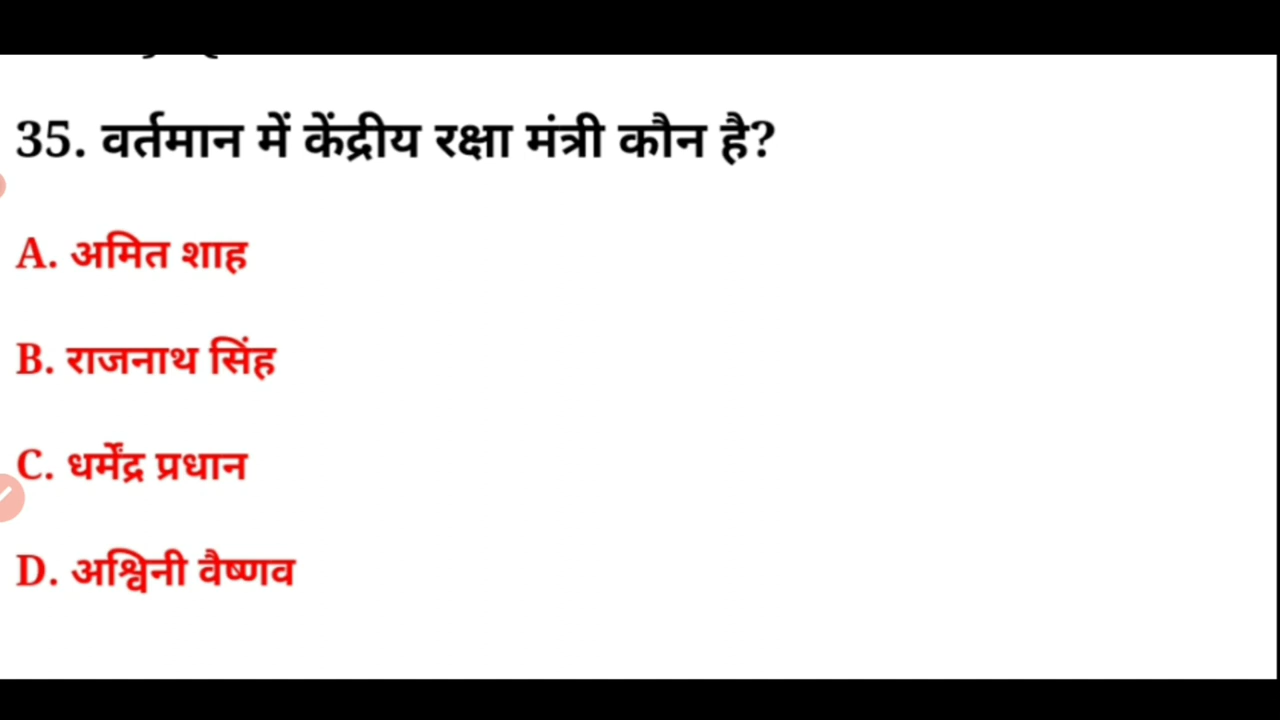 35. वर्तमान में केंद्रीय रक्षा मंत्री कौन है?
A. अमित शाह
B. राजनाथ सिंह
C. धर्मेंद्र प्रधान
D. अश्विनी वैष्णव